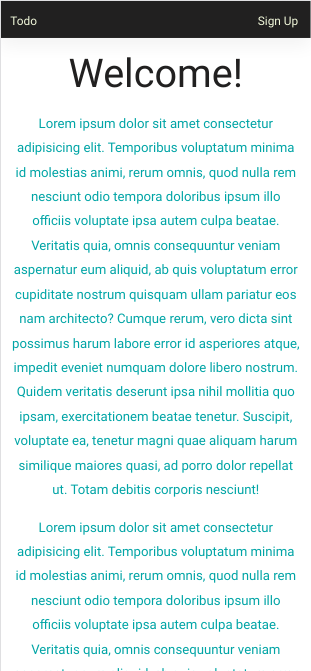 Todo
Sign Up
Welcome!
Lorem ipsum dolor sit amet consectetur
adipisicing elit. Temporibus voluptatum minima
id molestias animi, rerum omnis, quod nulla rem
nesciunt odio tempora doloribus ipsum illo
officiis voluptate ipsa autem culpa beatae.
Veritatis quia, omnis consequuntur veniam
aspernatur eum aliquid, ab quis voluptatum error
cupiditate nostrum quisquam ullam pariatur eos
nam architecto? Cumque rerum, vero dicta sint
possimus harum labore error id asperiores atque,
impedit eveniet numquam dolore libero nostrum.
Quidem veritatis deserunt ipsa nihil mollitia quo
ipsam, exercitationem beatae tenetur. Suscipit,
voluptate ea, tenetur magni quae aliquam harum
similique maiores quasi, ad porro dolor repellat
ut. Totam debitis corporis nesciunt!
Lorem ipsum dolor sit amet consectetur
adipisicing elit. Temporibus voluptatum minima
id molestias animi, rerum omnis, quod nulla rem
nesciunt odio tempora doloribus ipsum illo
officiis voluptate ipsa autem culpa beatae.
Veritatis quia, omnis consequuntur veniam